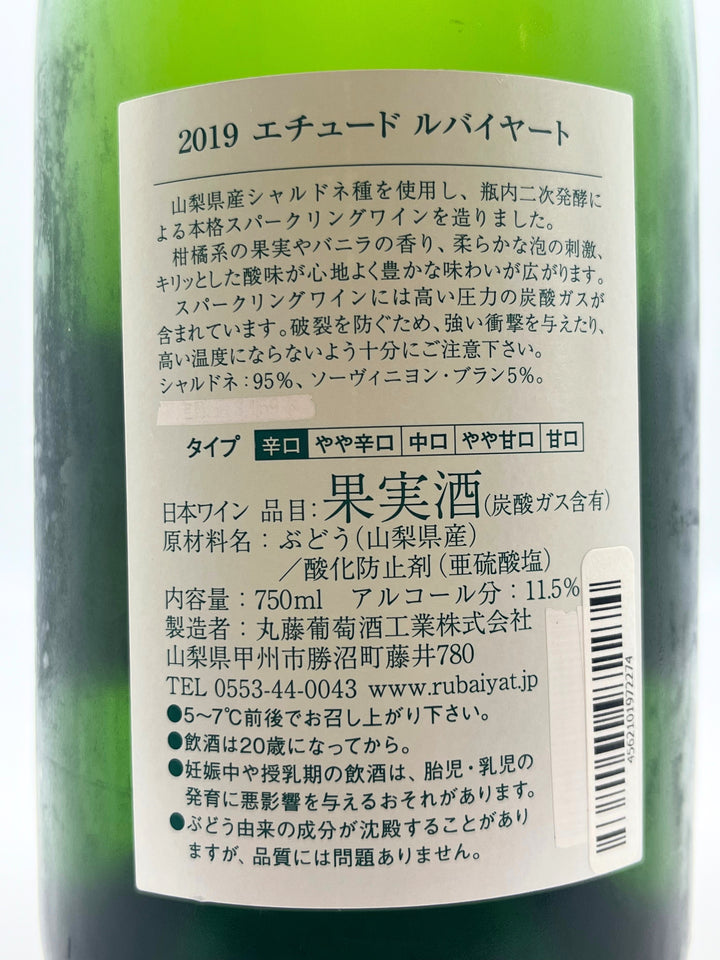 2019 エチュード ルバイヤート
山梨県産シャルドネ種を使用し、瓶内二次発酵に
よる本格スパークリングワインを造りました。
柑橘系の果実やバニラの香り、柔らかな泡の刺激、
キリッとした酸味が心地よく豊かな味わいが広がります。
スパークリングワインには高い圧力の炭酸ガスが
含まれています。破裂を防ぐため、強い衝撃を与えたり、
高い温度にならないよう十分にご注意下さい。
シャルドネ：95％、ソーヴィニヨン・ブラン5％。
タイプ 辛口 やや辛口 中口 やや甘口 甘口
日本ワイン 品目：果実酒（炭酸ガス含有）
原材料名：ぶどう（山梨県産）
／酸化防止剤（亜硫酸塩）
内容量：750ml アルコール分：11.5%
製造者：丸藤葡萄酒工業株式会社
山梨県甲州市勝沼町藤井780
TEL 0553-44-0043 www.rubaiyat.jp
●5〜7℃前後でお召し上がり下さい。
●飲酒は20歳になってから。
●妊娠中や授乳期の飲酒は、胎児・乳児の
発育に悪影響を与えるおそれがあります。
●ぶどう由来の成分が沈殿することがあり
ますが、品質には問題ありません。
4562101972274